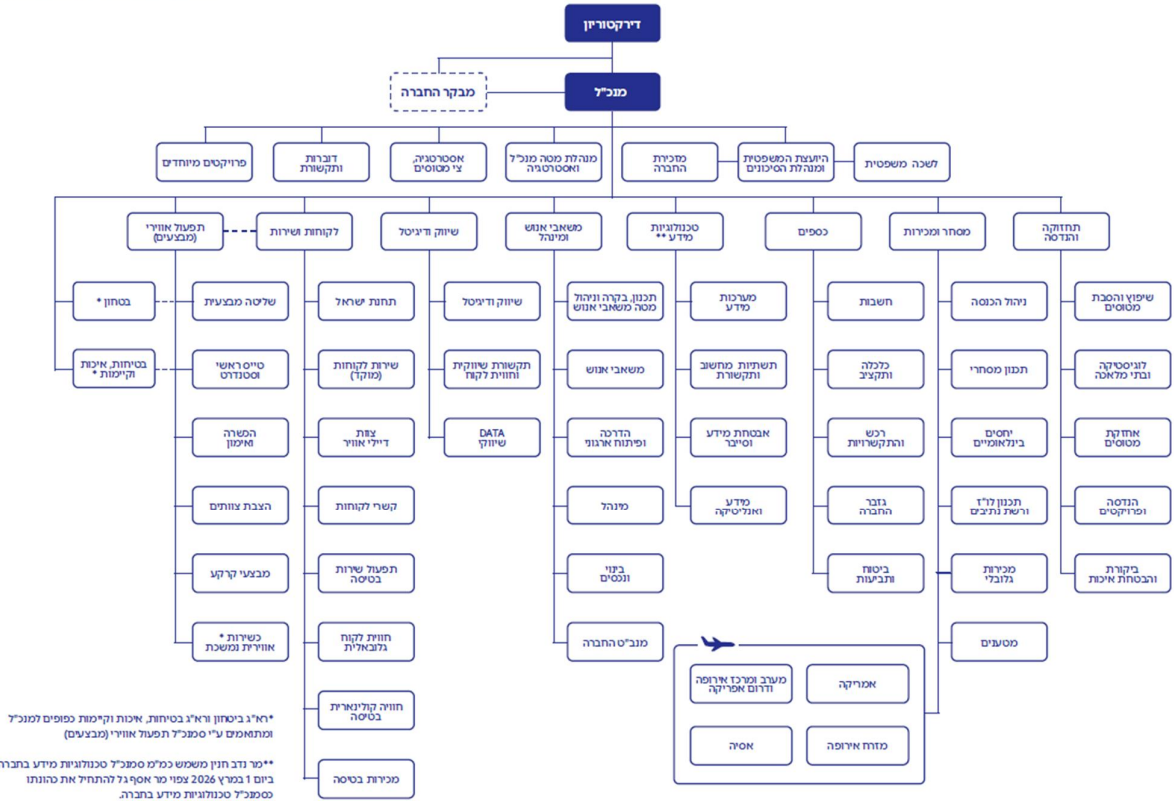 דירקטוריון
מנכ"ל
מבקר החברה
לשכה משפטית
היועצת המשפטית
ומנהלת הסיכונים
מזכירת
החברה
מנהלת מטה מנכ"ל
ואסטרטגיה
אסטרטגיה,
צי מטוסים
דוברות
ותקשורת
פרויקטים מיוחדים
תחזוקה
והנדסה
מסחר ומכירות
כספים
טכנולוגיות
מידע **
משאבי אנוש
ומינהל
שיווק ודיגיטל
לקוחות ושירות
תפעול אווירי
(מבצעים)
שיפוץ והסבת
מטוסים
ניהול הכנסה
חשבות
מערכות
מידע
תכנון, בקרה וניהול
מטה משאבי אנוש
שיווק ודיגיטל
תחנת ישראל
שליטה מבצעית
בטחון *
לוגיסטיקה
ובתי מלאכה
תכנון מסחרי
כלכלה
ותקציב
תשתיות מחשוב
ותקשורת
משאבי אנוש
תקשורת שיווקית
וחווית לקוח
שירות לקוחות
(מוקד)
טייס ראשי
וסטנדרט
בטיחות, איכות
וקיימות *
אחזקת
מטוסים
יחסים
בינלאומיים
רכש
והתקשרויות
אבטחת מידע
וסייבר
הדרכה
ופיתוח ארגוני
DATA
שיווקי
צוות
דיילי אוויר
הכשרה
ואימון
הנדסה
ופרויקטים
תכנון לו"ז
ורשת נתיבים
גזבר
החברה
מידע
ואנליטיקה
מינהל
קשרי לקוחות
הצבת צוותים
ביקורת
והבטחת איכות
מכירות
גלובלי
ביטוח
ותביעות
בינוי
ונכסים
תפעול שירות
בטיסה
מבצעי קרקע
מטענים
מנב"ט החברה
חווית לקוח
גלובאלית
כשירות *
אווירית נמשכת
אמריקה
מערב ומרכז אירופה
ודרום אפריקה
מזרח אירופה
אסיה
חוויה קולינארית
בטיסה
מכירות בטיסה
*רא"ג ביטחון ורא"ג בטיחות, איכות וקיימות כפופים למנכ"ל
ומתואמים ע"י סמנכ"ל תפעול אווירי (מבצעים)
**מר נדב חנין משמש כמ"מ סמנכ"ל טכנולוגיות מידע בחברה.
ביום 1 במרץ 2026 צפוי מר אסף גל להתחיל את כהונתו
כסמנכ"ל טכנולוגיות מידע בחברה.